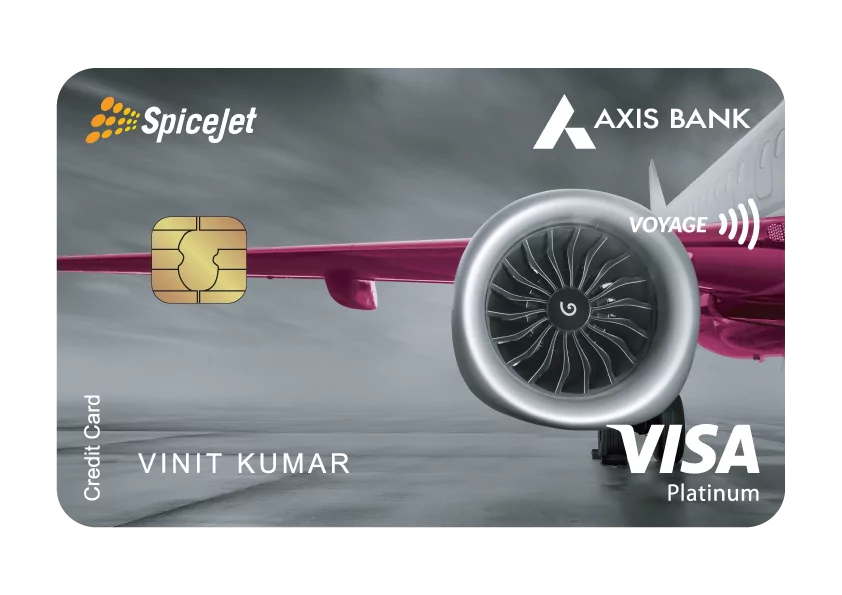 SpiceJet
AXIS BANK
VOYAGE
Credit Card
VINIT KUMAR
VISA
Platinum